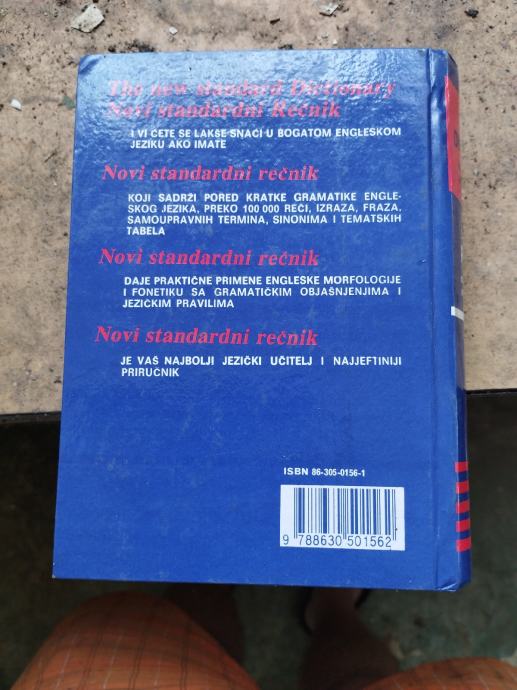 The new standard Dictionary
Novi standardni Rečnik
I VI ĆETE SE LAKŠE SNAĆI U BOGATOM ENGLESKOM
JEZIKU AKO IMATE
Novi standardni rečnik
KOJI SADRŽI PORED KRATKE GRAMATIKE ENGLE-
SKOG JEZIKA, PREKO 100 000 REČI, IZRAZA, FRAZA,
SAMOUPRAVNIH TERMINA, SINONIMA I TEMATSKIH
TABELA
Novi standardni rečnik
DAJE PRAKTIČNE PRIMENE ENGLESKE MORFOLOGIJE
I FONETIKU SA GRAMATIČKIM OBJAŠNJENJIMA I
JEZIČKIM PRAVILIMA
Novi standardni rečnik
JE VAŠ NAJBOLJI JEZIČKI UČITELJ I NAJJEFTINIJI
PRIRUČNIK
ISBN 86-305-0156-1
9 788630 501562